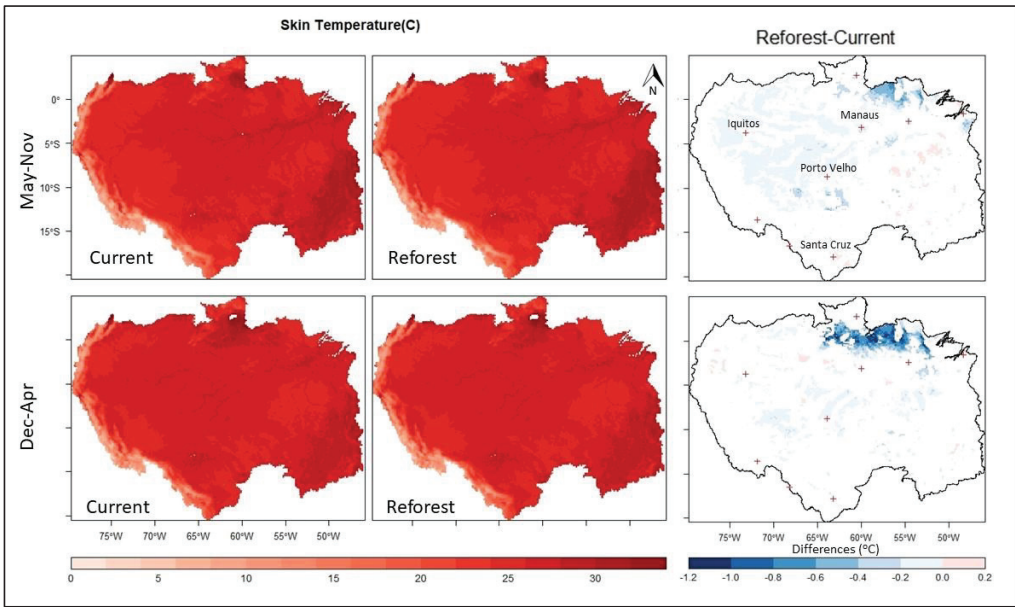 Skin Temperature(C)
Reforest-Current
May-Nov
0°
5°S
10°S
15°S
Current
Reforest
N
Iquitos
Manaus
Porto Velho
Santa Cruz
Dec-Apr
Current
Reforest
75°W 70°W 65°W 60°W 55°W 50°W
75°W 70°W 65°W 60°W 55°W 50°W
Differences (°C)
0 5 10 15 20 25 30
-1.2 -1.0 -0.8 -0.6 -0.4 -0.2 0.0 0.2